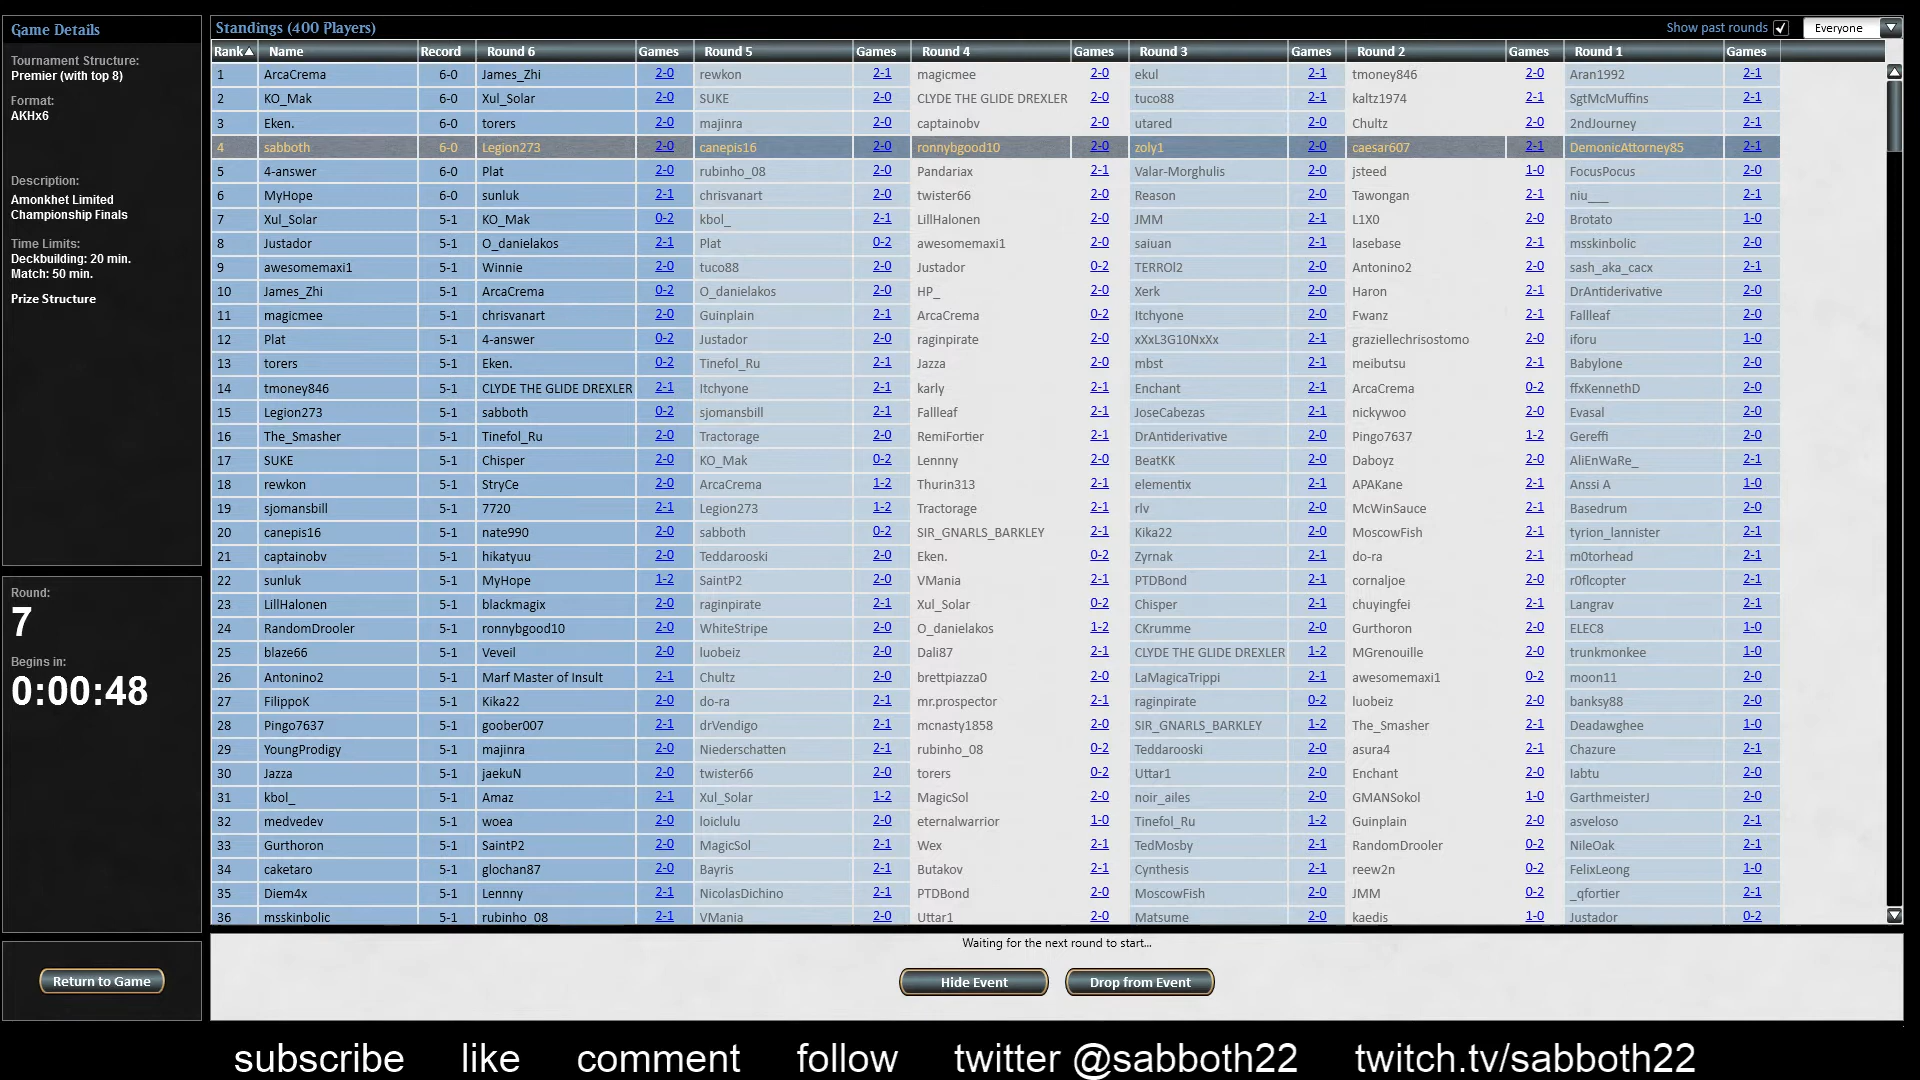 Game Details
Tournament Structure:
Premier (with top 8)
Format:
AKHx6
Description:
Amonkhet Limited
Championship Finals
Time Limits:
Deckbuilding: 20 min.
Match: 50 min.
Prize Structure
Round:
7
Begins in:
0:00:48
Return to Game
Standings (400 Players) Show past rounds Everyone
Rank Name Record Round 6 Games Round 5 Games Round 4 Games Round 3 Games Round 2 Games Round 1 Games
1 ArcaCrema 6-0 James_Zhi 2-0 rewkon 2-1 magicmee 2-0 ekul 2-1 tmoney846 2-0 Aran1992 2-1
2 KO_Mak 6-0 Xul_Solar 2-0 SUKE 2-0 CLYDE THE GLIDE DREXLER 2-0 tuco88 2-1 kaltz1974 2-1 SgtMcMuffins 2-1
3 Eken. 6-0 torers 2-0 majinra 2-0 captainobv 2-0 utared 2-0 Chultz 2-0 2ndJourney 2-1
4 sabboth 6-0 Legion273 2-0 canepis16 2-0 ronnybgood10 2-0 zoly1 2-0 caesar607 2-1 DemonicAttorney85 2-1
5 4-answer 6-0 Plat 2-0 rubinho_08 2-0 Pandariax 2-1 Valar-Morghulis 2-0 jsteed 1-0 FocusPocus 2-0
6 MyHope 6-0 sunluk 2-1 chrisvanart 2-0 twister66 2-0 Reason 2-0 Tawongan 2-1 niu___ 2-1
7 Xul_Solar 5-1 KO_Mak 0-2 kbol_ 2-1 LillHalonen 2-0 JMM 2-1 L1X0 2-0 Brotato 1-0
8 Justador 5-1 O_danielakos 2-1 Plat 0-2 awesomemaxi1 2-0 saiuan 2-1 lasebase 2-1 msskinbolic 2-0
9 awesomemaxi1 5-1 Winnie 2-0 tuco88 2-0 Justador 0-2 TERROl2 2-0 Antonino2 2-0 sash_aka_cacx 2-1
10 James_Zhi 5-1 ArcaCrema 0-2 O_danielakos 2-0 HP_ 2-0 Xerk 2-0 Haron 2-1 DrAntiderivative 2-0
11 magicmee 5-1 chrisvanart 2-0 Guinplain 2-1 ArcaCrema 0-2 Itchyone 2-0 Fwanz 2-1 Fallleaf 2-0
12 Plat 5-1 4-answer 0-2 Justador 2-0 raginpirate 2-0 xXxL3G10NxXx 2-1 graziellechrisostomo 2-0 iforu 1-0
13 torers 5-1 Eken. 0-2 Tinefol_Ru 2-1 Jazza 2-0 mbst 2-1 meibutsu 2-1 Babylone 2-0
14 tmoney846 5-1 CLYDE THE GLIDE DREXLER 2-1 Itchyone 2-1 karly 2-1 Enchant 2-1 ArcaCrema 0-2 ffxKennethD 2-0
15 Legion273 5-1 sabboth 0-2 sjomansbill 2-1 Fallleaf 2-1 JoseCabezas 2-1 nickywoo 2-0 Evasal 2-0
16 The_Smasher 5-1 Tinefol_Ru 2-0 Tractorage 2-0 RemiFortier 2-1 DrAntiderivative 2-0 Pingo7637 1-2 Gereffi 2-0
17 SUKE 5-1 Chisper 2-0 KO_Mak 0-2 Lennny 2-0 BeatKK 2-0 Daboyz 2-0 AliEnWaRe_ 2-1
18 rewkon 5-1 StryCe 2-0 ArcaCrema 1-2 Thurin313 2-1 elementix 2-1 APAKane 2-1 Anssi A 1-0
19 sjomansbill 5-1 7720 2-1 Legion273 1-2 Tractorage 2-1 rlv 2-0 McWinSauce 2-1 Basedrum 2-0
20 canepis16 5-1 nate990 2-0 sabboth 0-2 SIR_GNARLS_BARKLEY 2-1 Kika22 2-0 MoscowFish 2-1 tyrion_lannister 2-1
21 captainobv 5-1 hikatyuu 2-0 Teddarooski 2-0 Eken. 0-2 Zyrnak 2-1 do-ra 2-1 m0torhead 2-1
22 sunluk 5-1 MyHope 1-2 SaintP2 2-0 VMania 2-1 PTDBond 2-1 cornaljoe 2-0 r0flcopter 2-1
23 LillHalonen 5-1 blackmagix 2-0 raginpirate 2-1 Xul_Solar 0-2 Chisper 2-1 chuyingfei 2-1 Langrav 2-1
24 RandomDrooler 5-1 ronnybgood10 2-0 WhiteStripe 2-0 O_danielakos 1-2 CKrumme 2-0 Gurthoron 2-0 ELEC8 1-0
25 blaze66 5-1 Veveil 2-0 luobeiz 2-0 Dali87 2-1 CLYDE THE GLIDE DREXLER 1-2 MGrenouille 2-0 trunkmonkee 1-0
26 Antonino2 5-1 Marf Master of Insult 2-1 Chultz 2-0 brettpiazza0 2-0 LaMagicaTrippi 2-1 awesomemaxi1 0-2 moon11 2-0
27 FilippoK 5-1 Kika22 2-0 do-ra 2-1 mr.prospector 2-1 raginpirate 0-2 luobeiz 2-0 banksy88 2-0
28 Pingo7637 5-1 goober007 2-1 drVendigo 2-1 mcnasty1858 2-0 SIR_GNARLS_BARKLEY 1-2 The_Smasher 2-1 Deadawghee 1-0
29 YoungProdigy 5-1 majinra 2-0 Niederschatten 2-1 rubinho_08 0-2 Teddarooski 2-0 asura4 2-1 Chazure 2-1
30 Jazza 5-1 jaekuN 2-0 twister66 2-0 torers 0-2 Uttar1 2-0 Enchant 2-0 Iabtu 2-0
31 kbol_ 5-1 Amaz 2-1 Xul_Solar 1-2 MagicSol 2-0 noir_ailes 2-0 GMANSokol 1-0 GarthmeisterJ 2-0
32 medvedev 5-1 woea 2-0 loiclulu 2-0 eternalwarrior 1-0 Tinefol_Ru 1-2 Guinplain 2-0 asveloso 2-1
33 Gurthoron 5-1 SaintP2 2-0 MagicSol 2-1 Wex 2-1 TedMosby 2-1 RandomDrooler 0-2 NileOak 2-1
34 caketaro 5-1 glochan87 2-0 Bayris 2-1 Butakov 2-1 Cynthesis 2-1 reew2n 0-2 FelixLeong 1-0
35 Diem4x 5-1 Lennny 2-1 NicolasDichino 2-1 PTDBond 2-0 MoscowFish 2-0 JMM 0-2 _qfortier 2-1
36 msskinbolic 5-1 rubinho_08 2-1 VMania 2-0 Uttar1 2-0 Matsume 2-0 kaedis 1-0 Justador 0-2
Waiting for the next round to start...
Hide Event Drop from Event
subscribe like comment follow twitter @sabboth22 twitch.tv/sabboth22